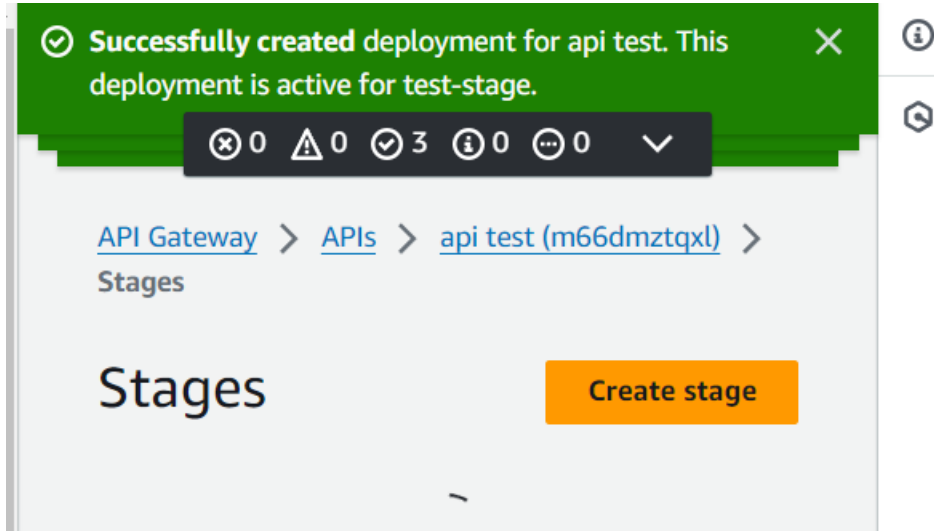 Successfully created deployment for api test. This
deployment is active for test-stage.
0 0 3 0 0
API Gateway > APIs > api test (m66dmztqxl) >
Stages
Stages
Create stage